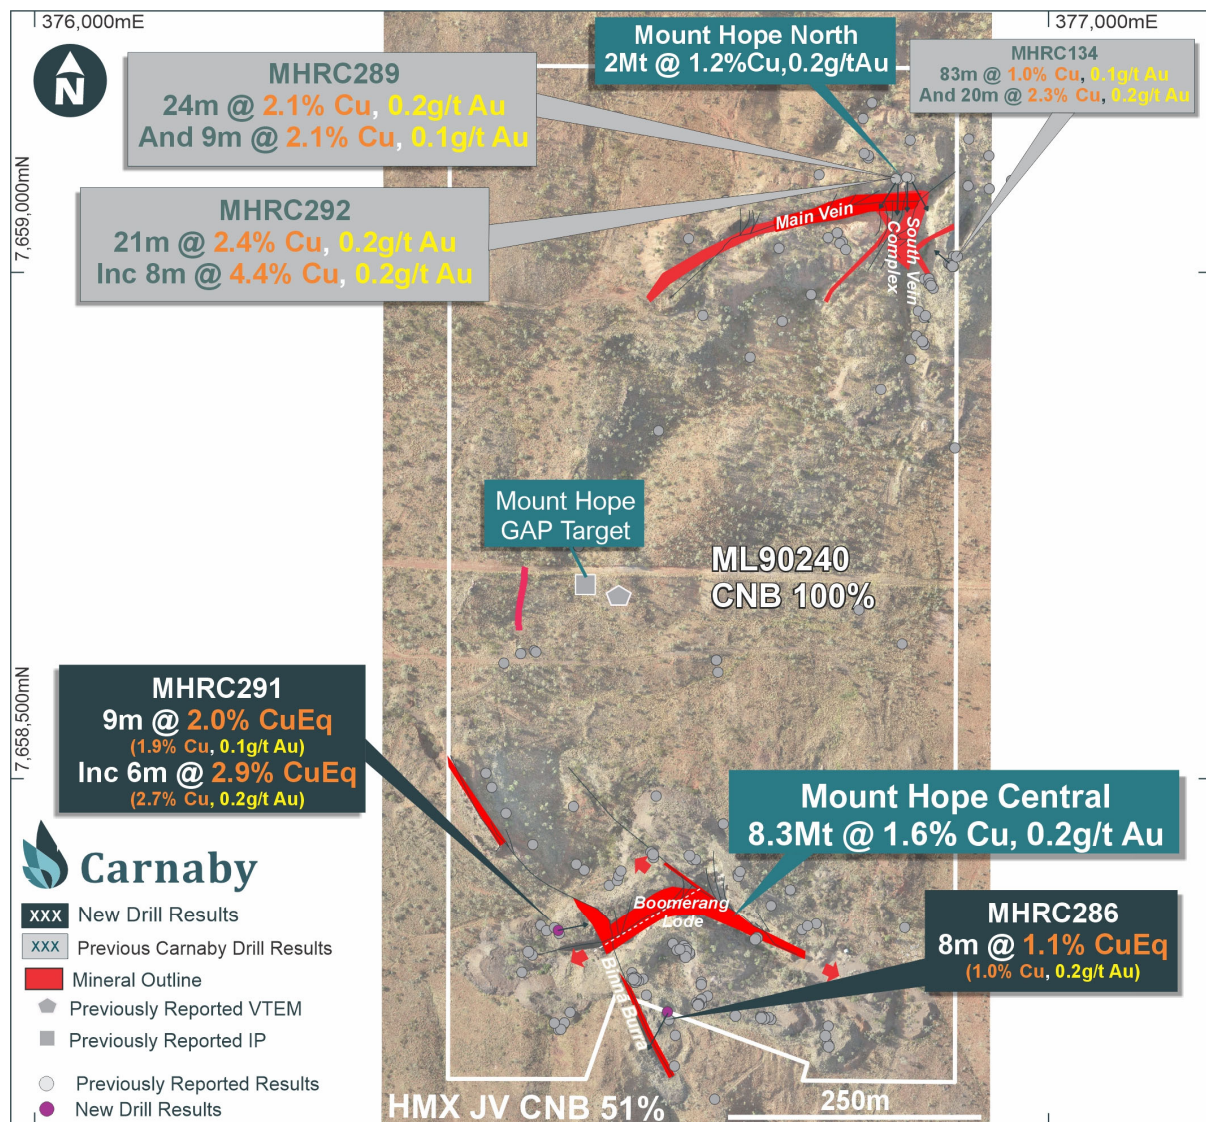 376,000mE
377,000mE
N
7,659,000mN
7,658,500mN
MHRC289
24m @ 2.1% Cu, 0.2g/t Au
And 9m @ 2.1% Cu, 0.1g/t Au
Mount Hope North
2Mt @ 1.2%Cu,0.2g/tAu
MHRC134
83m @ 1.0% Cu, 0.1g/t Au
And 20m @ 2.3% Cu, 0.2g/t Au
MHRC292
21m @ 2.4% Cu, 0.2g/t Au
Inc 8m @ 4.4% Cu, 0.2g/t Au
Main Vein
South Vein
Complex
Mount Hope
GAP Target
ML90240
CNB 100%
MHRC291
9m @ 2.0% CuEq
(1.9% Cu, 0.1g/t Au)
Inc 6m @ 2.9% CuEq
(2.7% Cu, 0.2g/t Au)
Mount Hope Central
8.3Mt @ 1.6% Cu, 0.2g/t Au
Boomerang
Lode
Binna Burra
MHRC286
8m @ 1.1% CuEq
(1.0% Cu, 0.2g/t Au)
Carnaby
XXX New Drill Results
XXX Previous Carnaby Drill Results
Mineral Outline
Previously Reported VTEM
Previously Reported IP
Previously Reported Results
New Drill Results
HMX JV CNB 51%
250m